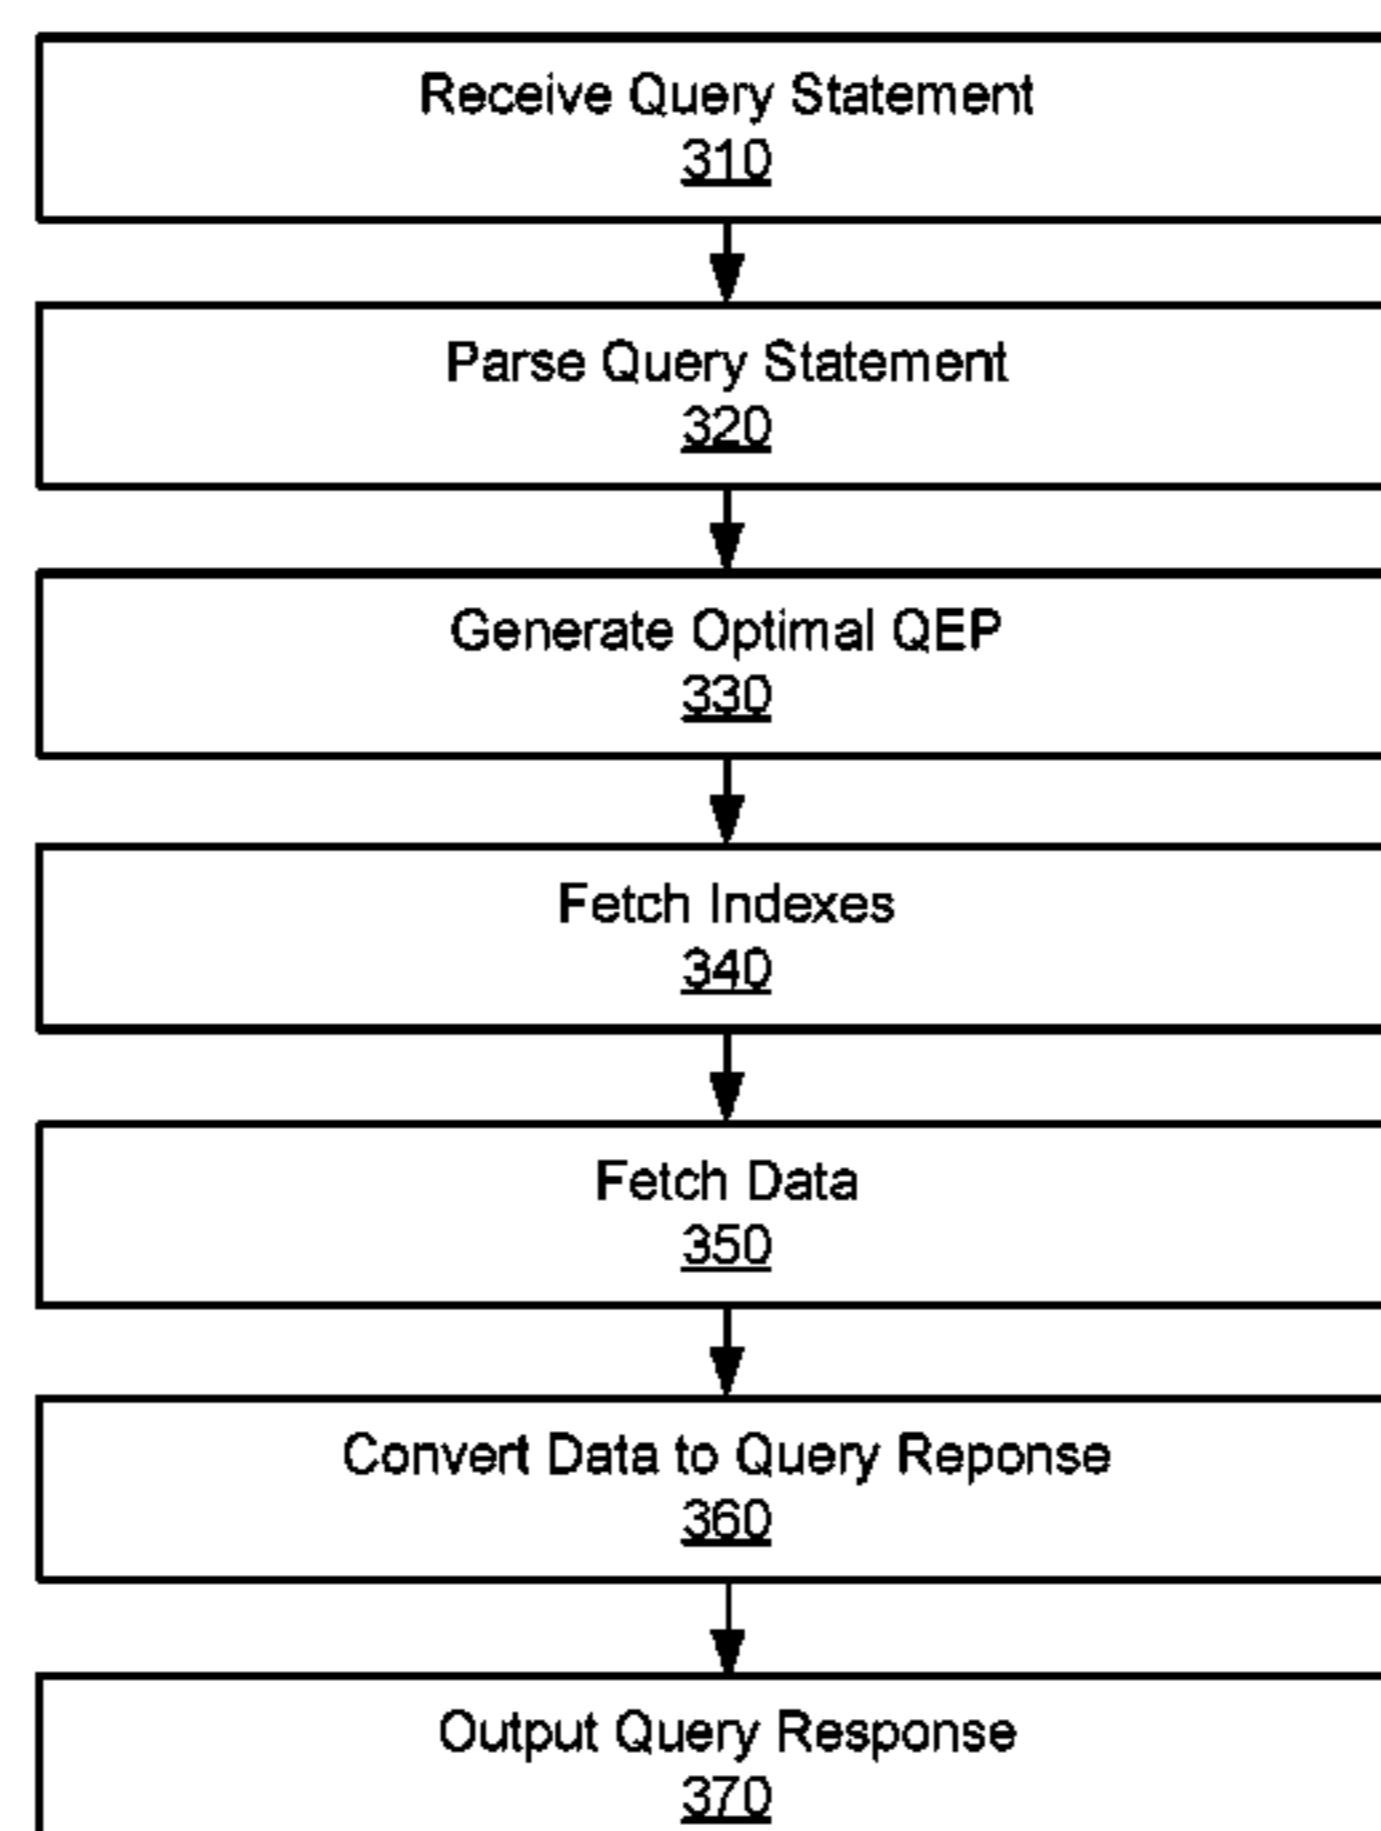 Receive Query Statement
310
Parse Query Statement
320
Generate Optimal QEP
330
Fetch Indexes
340
Fetch Data
350
Convert Data to Query Reponse
360
Output Query Response
370